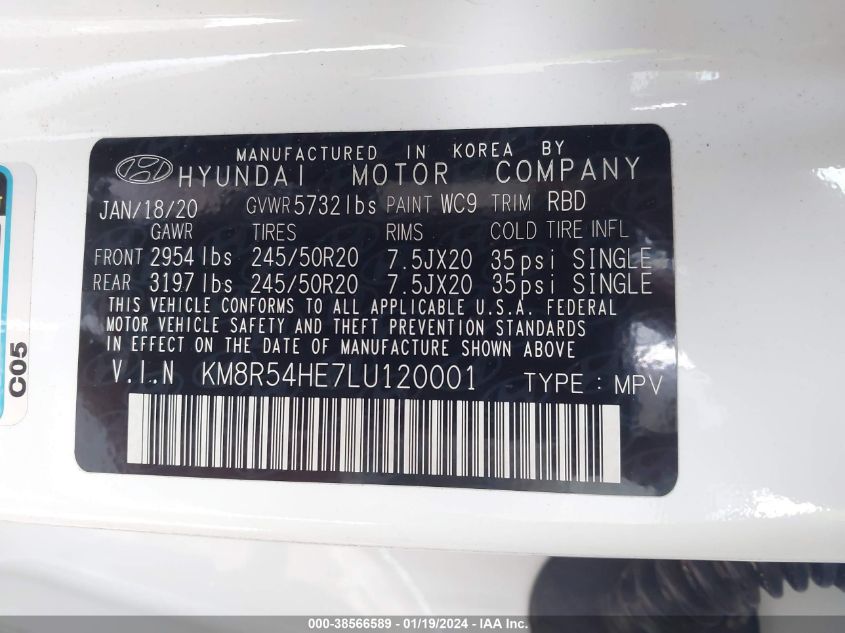 MANUFACTURED IN KOREA BY
HYUNDAI MOTOR COMPANY
JAN/18/20 GVWR 5732 lbs PAINT WC9 TRIM RBD
GAWR TIRES RIMS COLD TIRE INFL
FRONT 2954 lbs 245/50R20 7.5JX20 35psi SINGLE
REAR 3197 lbs 245/50R20 7.5JX20 35psi SINGLE
THIS VEHICLE CONFORMS TO ALL APPLICABLE U.S.A. FEDERAL
MOTOR VEHICLE SAFETY AND THEFT PREVENTION STANDARDS
IN EFFECT ON THE DATE OF MANUFACTURE SHOWN ABOVE
V.I.N KM8R54HE7LU120001 TYPE : MPV
C05
000-38566589 - 01/19/2024 - IAA, Inc.